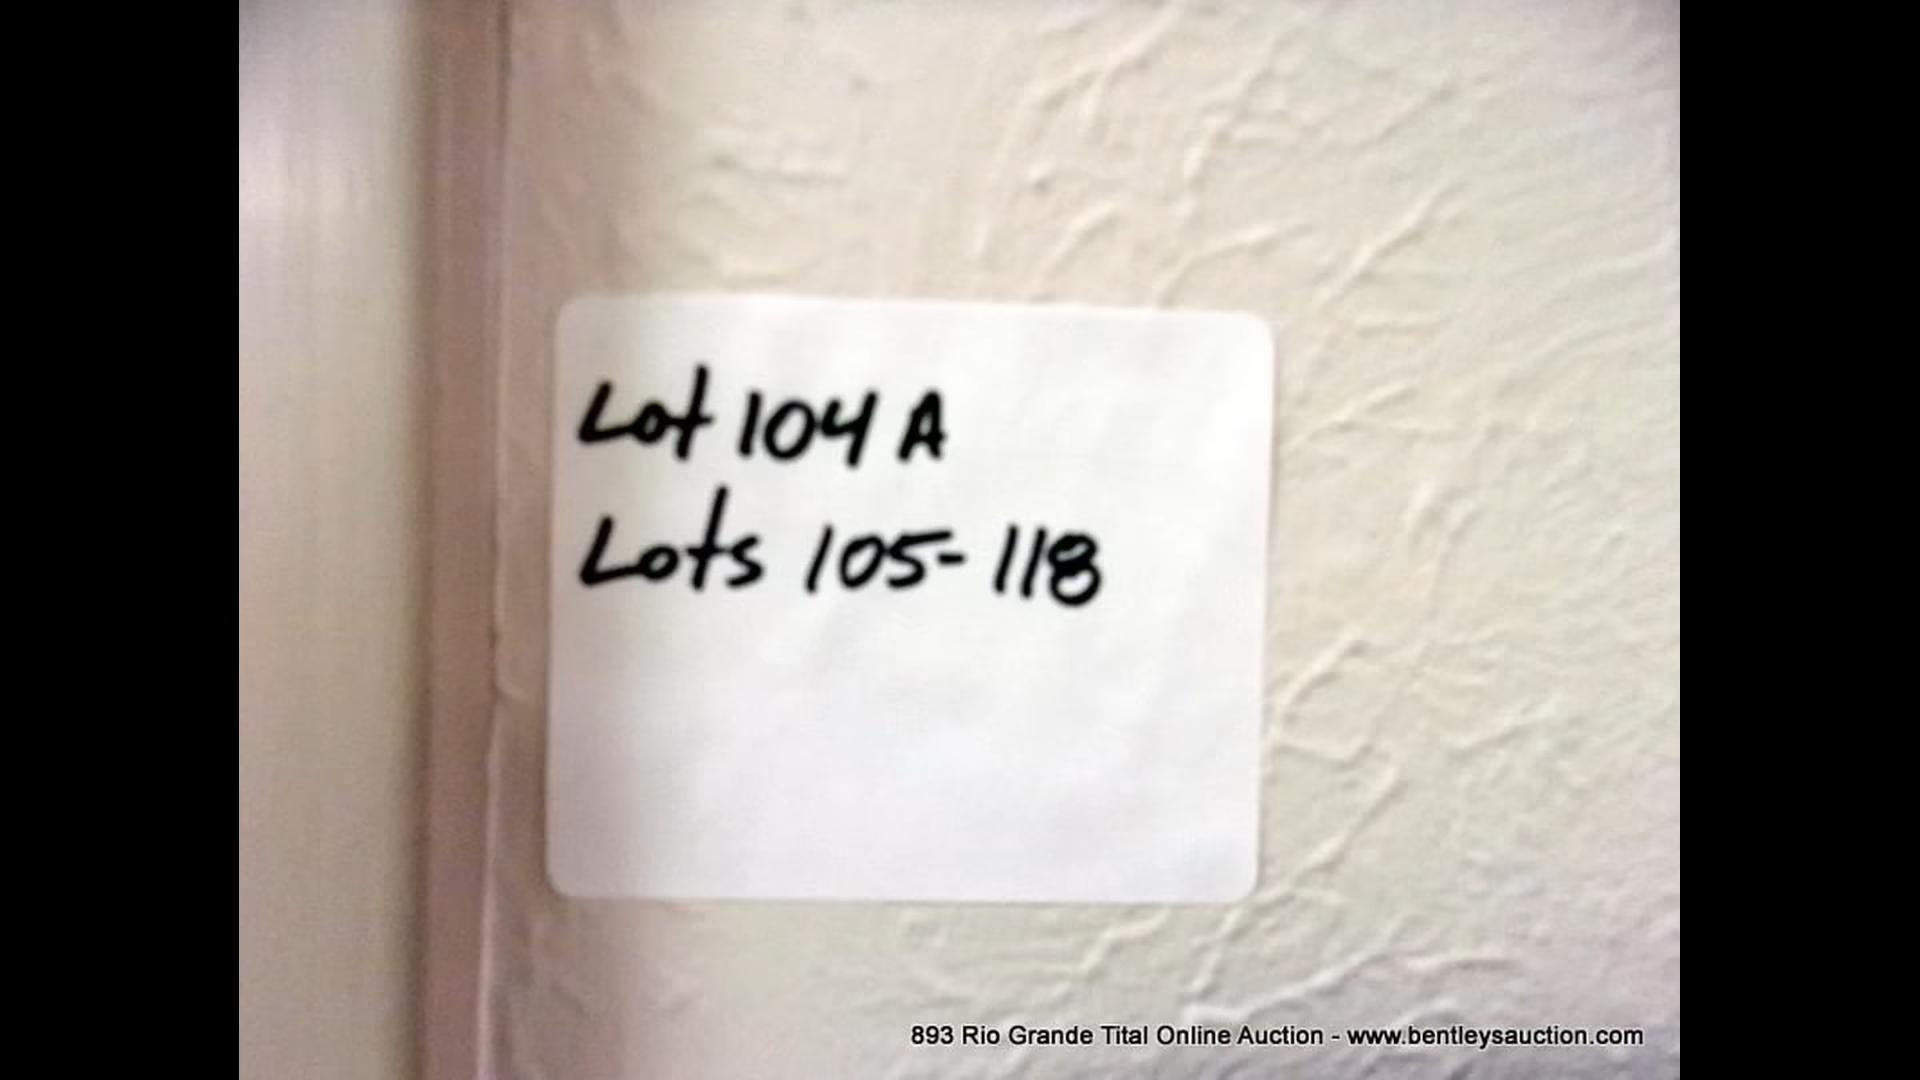 Lot 104 A
Lots 105-118
893 Rio Grande Tital Online Auction - www.bentleysauction.com